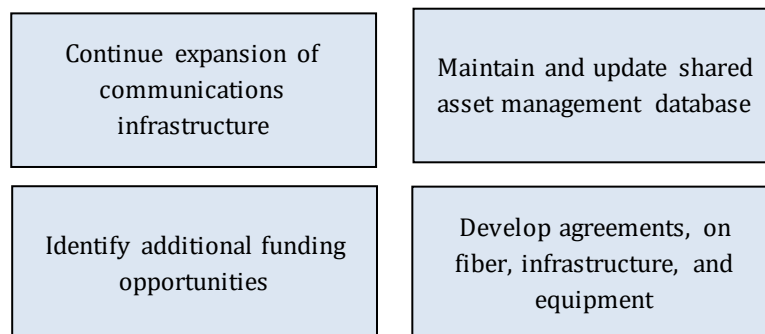 Continue expansion of
communications
infrastructure
Maintain and update shared
asset management database
Identify additional funding
opportunities
Develop agreements, on
fiber, infrastructure, and
equipment